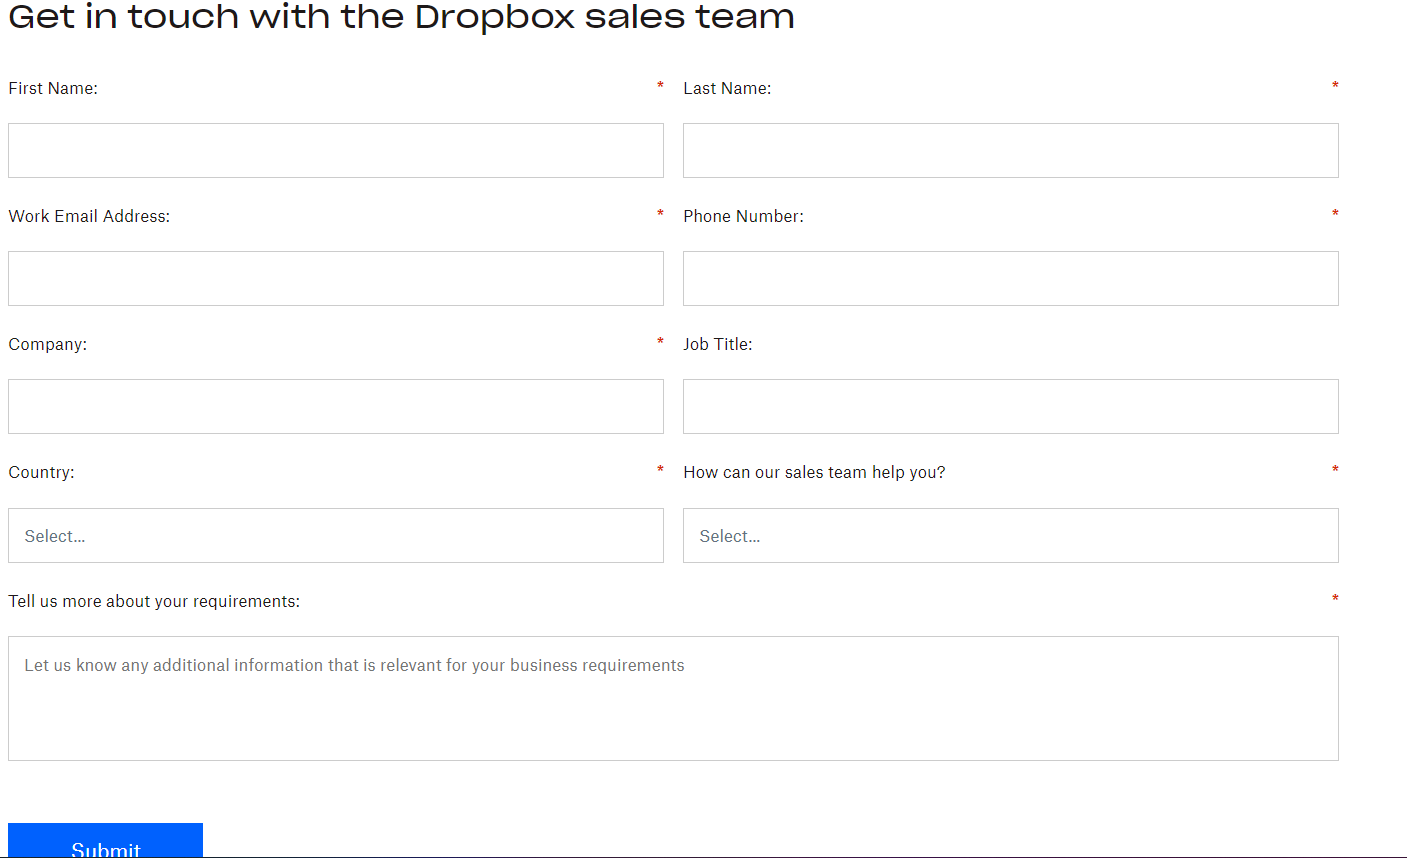 Get in touch with the Dropbox sales team
First Name: * Last Name: *
Work Email Address: * Phone Number: *
Company: * Job Title:
Country: * How can our sales team help you? *
Select... Select...
Tell us more about your requirements: *
Let us know any additional information that is relevant for your business requirements
Submit